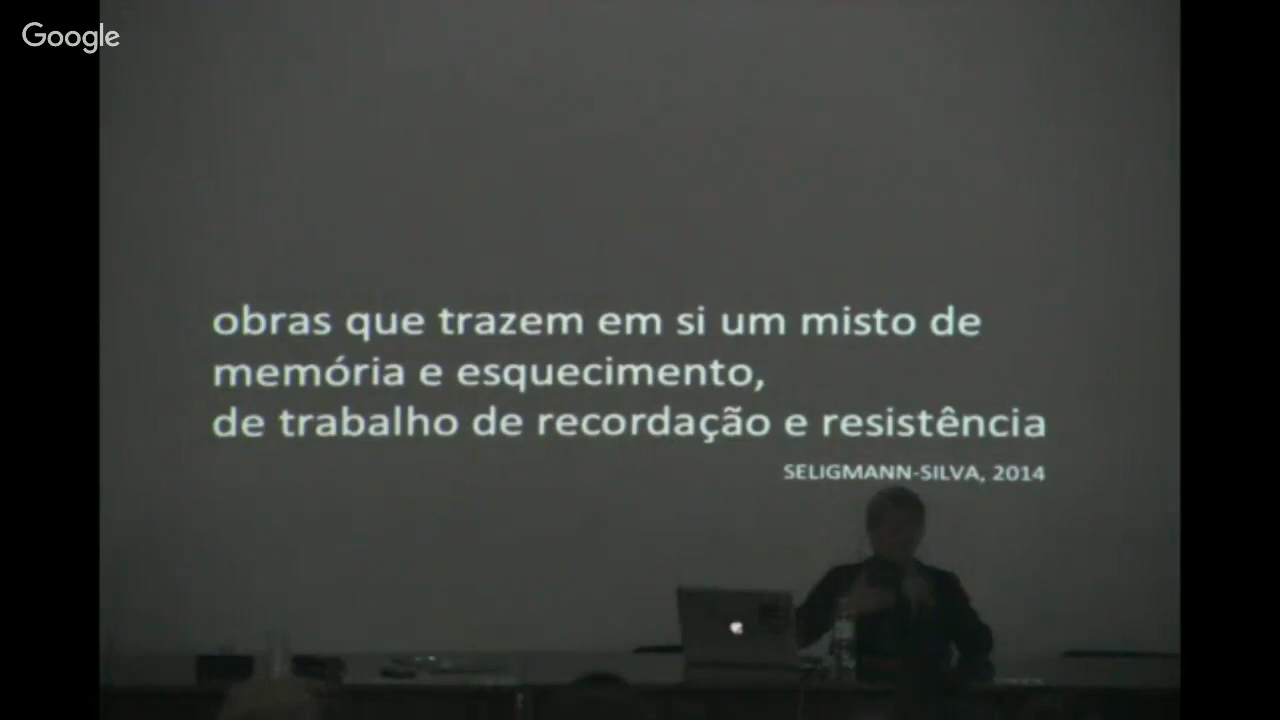 Google
obras que trazem em si um misto de
memória e esquecimento,
de trabalho de recordação e resistência
SELIGMANN-SILVA, 2014